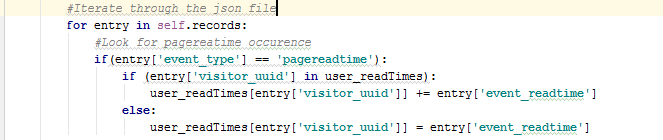 #Iterate through the json file
for entry in self.records:
#Look for pagereatime occurence
if(entry['event_type'] == 'pagereadtime'):
if (entry['visitor_uuid'] in user_readTimes):
user_readTimes[entry['visitor_uuid']] += entry['event_readtime']
else:
user_readTimes[entry['visitor_uuid']] = entry['event_readtime']